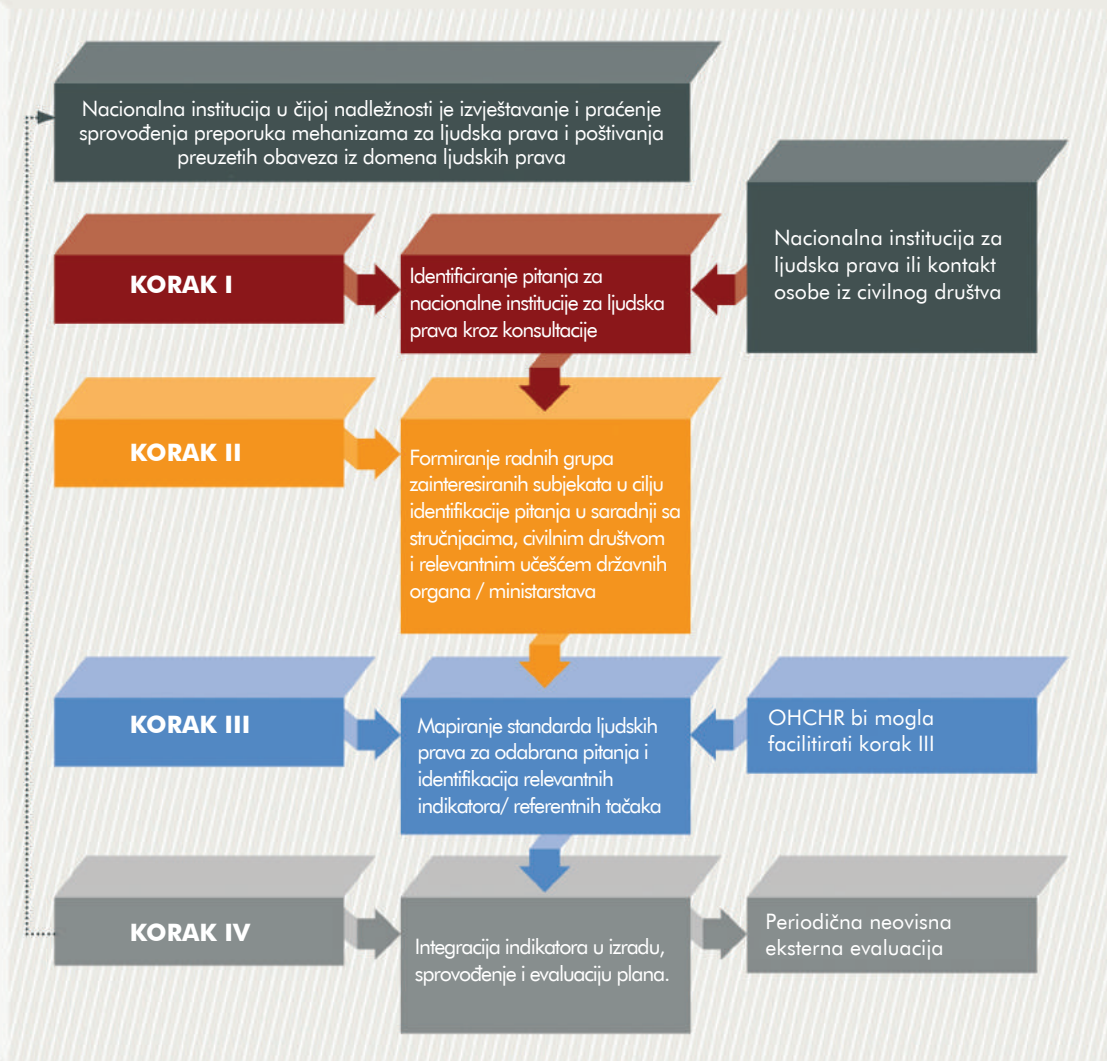 Nacionalna institucija u čijoj nadležnosti je izvještavanje i praćenje
sprovođenja preporuka mehanizama za ljudska prava i poštivanja
preuzetih obaveza iz domena ljudskih prava
KORAK I
Identificiranje pitanja za
nacionalne institucije za ljudska
prava kroz konsultacije
Nacionalna institucija za
ljudska prava ili kontakt
osobe iz civilnog društva
KORAK II
Formiranje radnih grupa
zainteresiranih subjekata u cilju
identifikacije pitanja u saradnji sa
stručnjacima, civilnim društvom
i relevantnim učešćem državnih
organa / ministarstava
KORAK III
Mapiranje standarda ljudskih
prava za odabrana pitanja i
identifikacija relevantnih
indikatora/ referentnih tačaka
OHCHR bi mogla
facilitirati korak III
KORAK IV
Integracija indikatora u izradu,
sprovođenje i evaluaciju plana.
Periodična neovisna
eksterna evaluacija